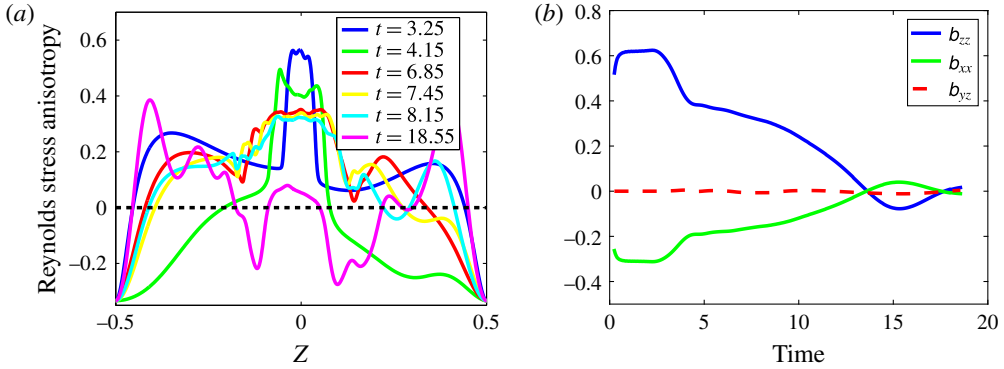 (a)
Reynolds stress anisotropy
0.6
0.4
0.2
0
−0.2
−0.5
0
0.5
Z
t = 3.25
t = 4.15
t = 6.85
t = 7.45
t = 8.15
t = 18.55
(b)
0.8
0.6
0.4
0.2
0
−0.2
−0.4
0
5
10
15
20
Time
b_zz
b_xx
b_yz